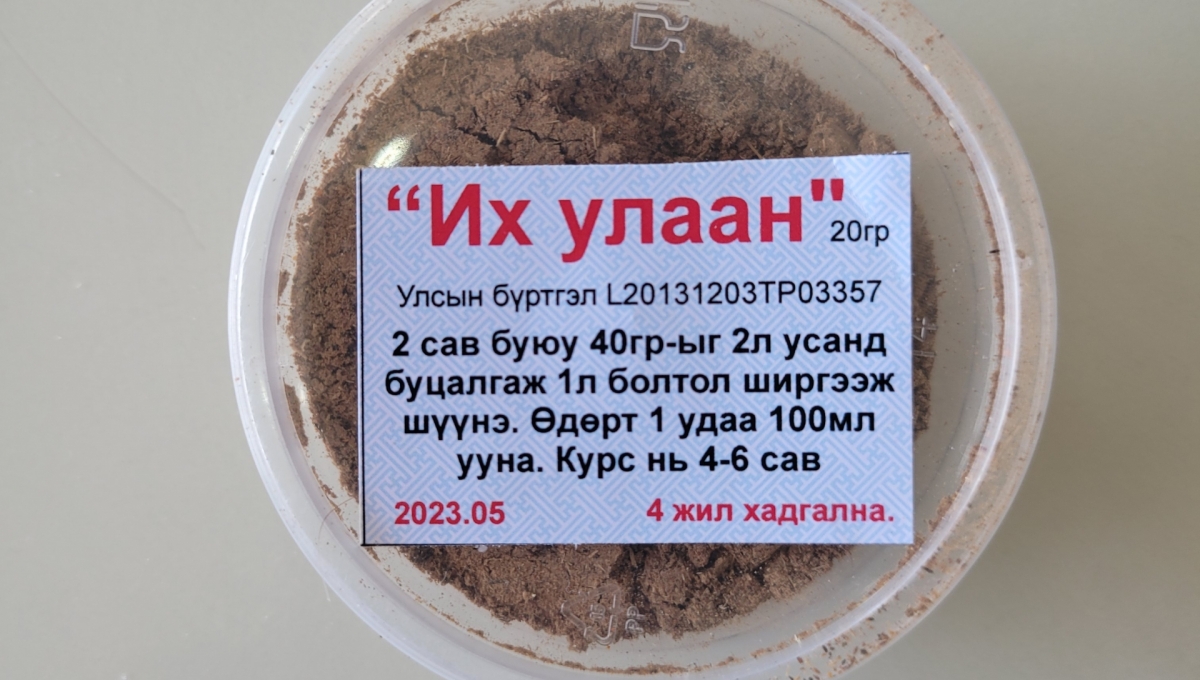 “Их улаан" 20гр
Улсын бүртгэл L20131203TP03357
2 сав буюу 40гр-ыг 2л усанд
буцалгаж 1л болтол ширгээж
шүүнэ. Өдөрт 1 удаа 100мл
ууна. Курс нь 4-6 сав
2023.05 4 жил хадгална.
PP